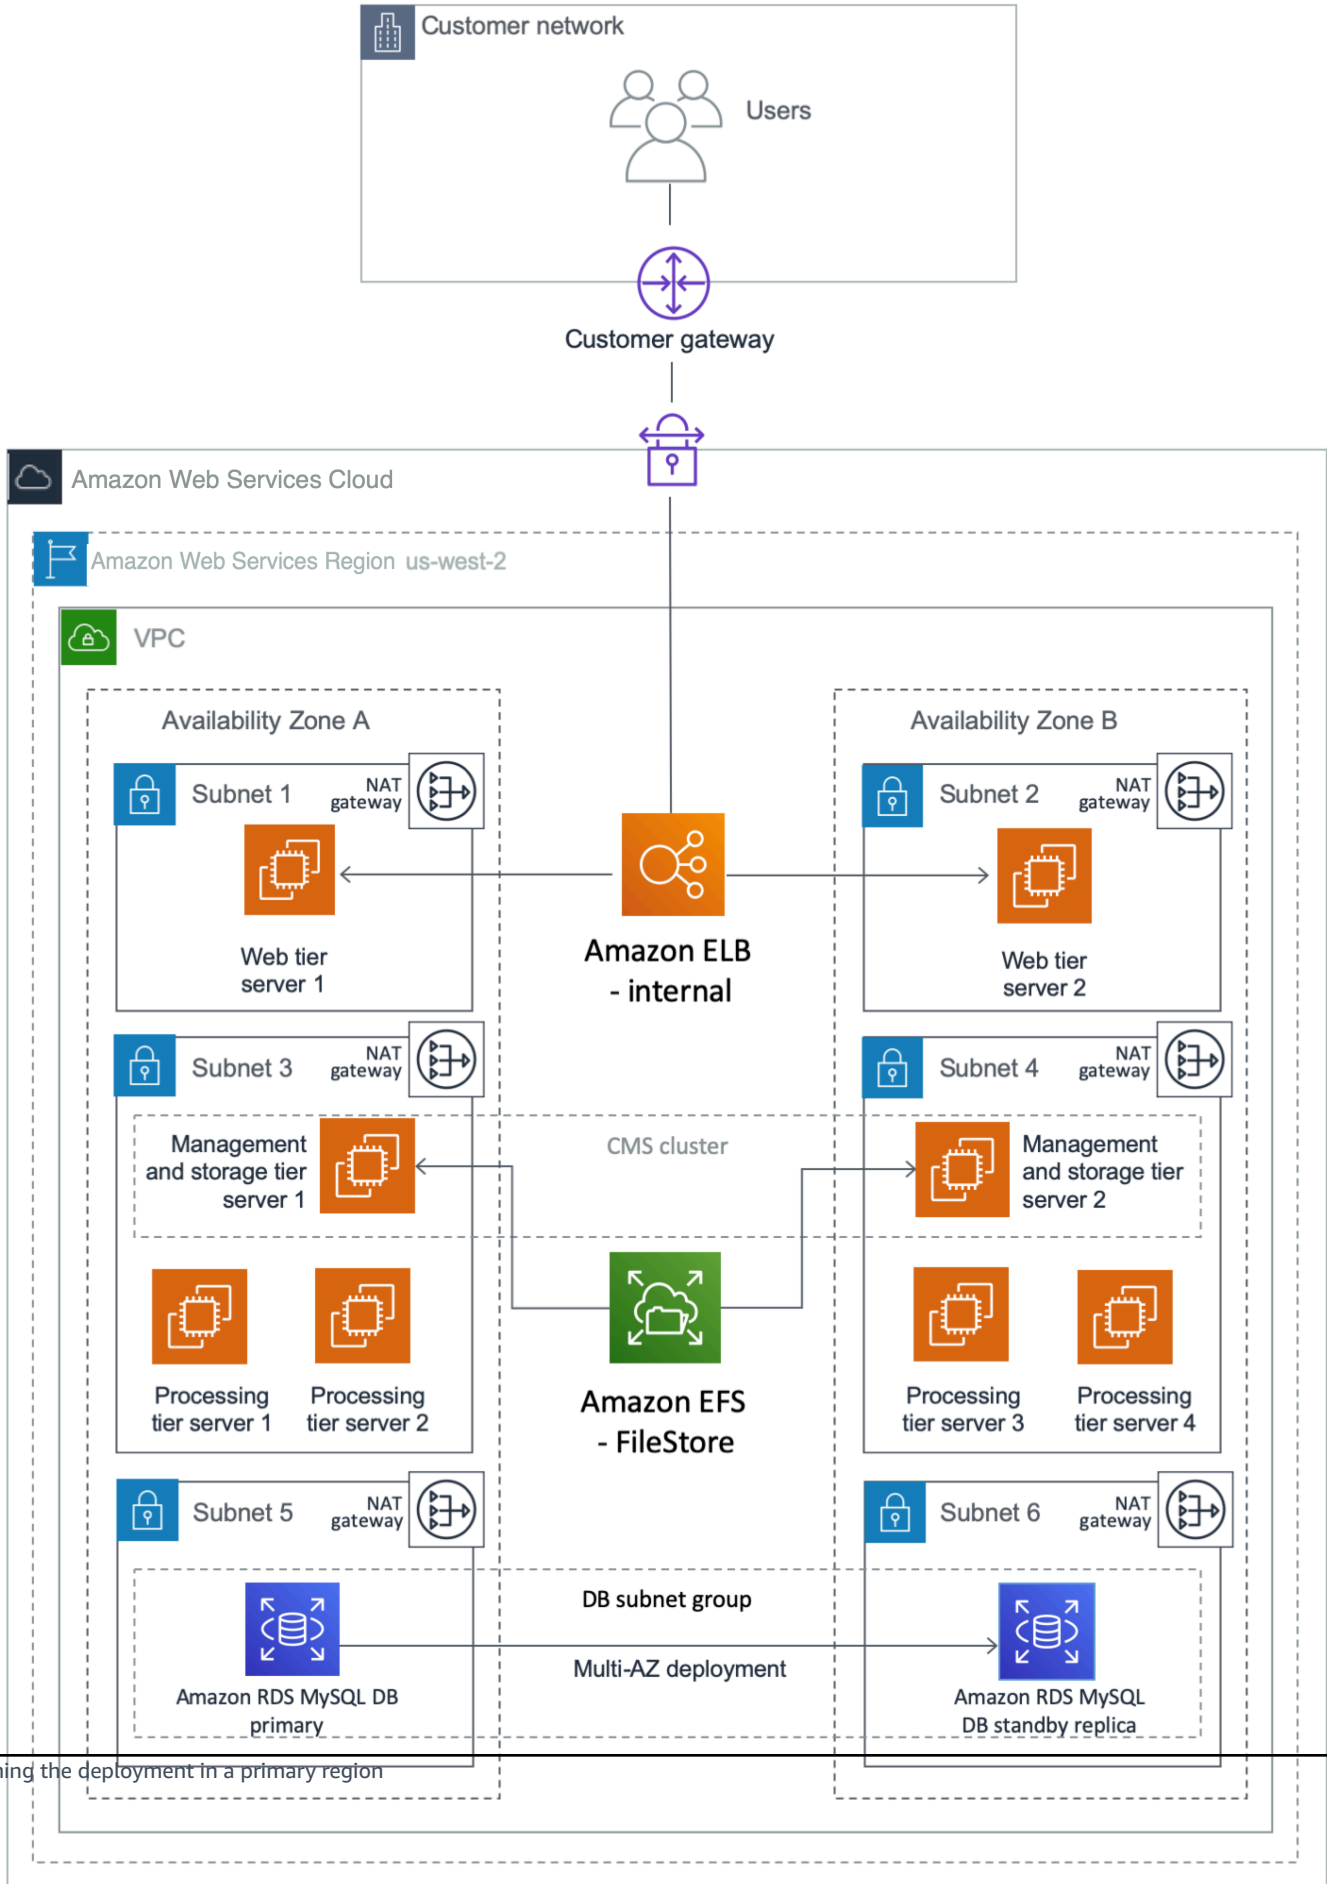 Customer network
Users
Customer gateway
Amazon Web Services Cloud
Amazon Web Services Region us-west-2
VPC
Availability Zone A
Availability Zone B
Subnet 1
NAT
gateway
Subnet 2
NAT
gateway
Web tier
server 1
Amazon ELB
- internal
Web tier
server 2
Subnet 3
NAT
gateway
Subnet 4
NAT
gateway
Management
and storage tier
server 1
CMS cluster
Management
and storage tier
server 2
Processing
tier server 1
Processing
tier server 2
Amazon EFS
- FileStore
Processing
tier server 3
Processing
tier server 4
Subnet 5
NAT
gateway
Subnet 6
NAT
gateway
DB subnet group
Multi-AZ deployment
Amazon RDS MySQL DB
primary
Amazon RDS MySQL
DB standby replica
the deployment in a primary region